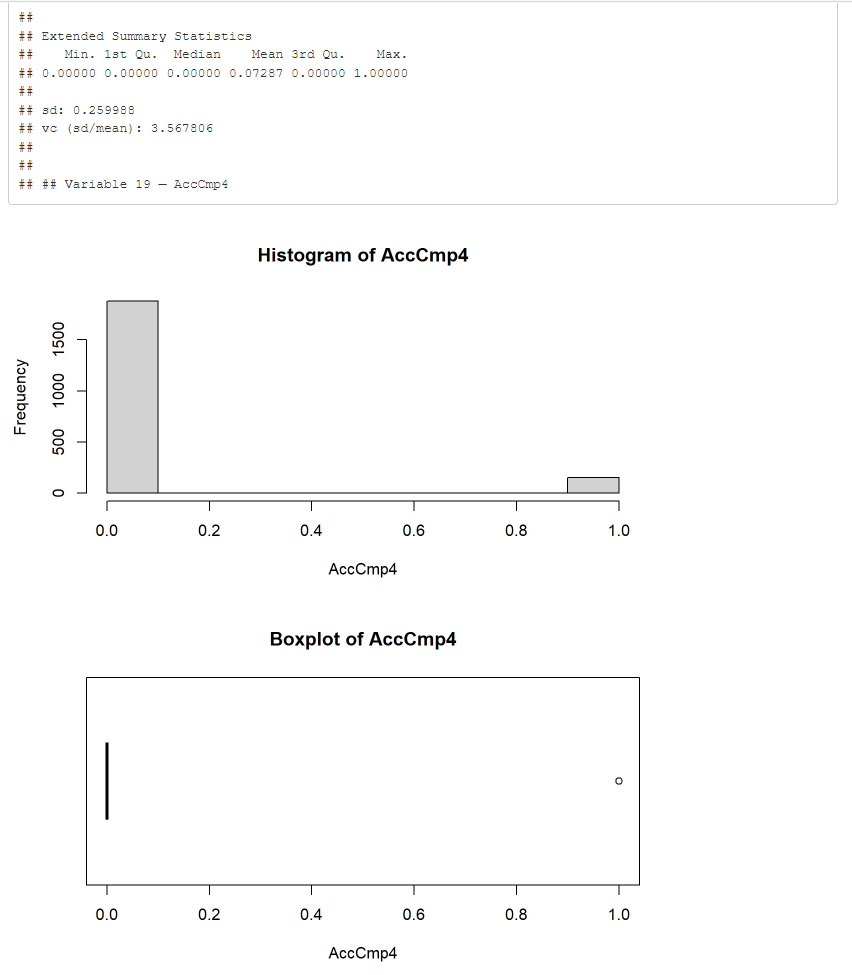 ##
## Extended Summary Statistics
##    Min. 1st Qu.  Median    Mean 3rd Qu.    Max.
## 0.00000 0.00000 0.00000 0.07287 0.00000 1.00000
##
## sd: 0.259988
## vc (sd/mean): 3.567806
##
##
## ## Variable 19 – AccCmp4
Histogram of AccCmp4
Frequency
1500
1000
500
0
0.0 0.2 0.4 0.6 0.8 1.0
AccCmp4
Boxplot of AccCmp4
0.0 0.2 0.4 0.6 0.8 1.0
AccCmp4